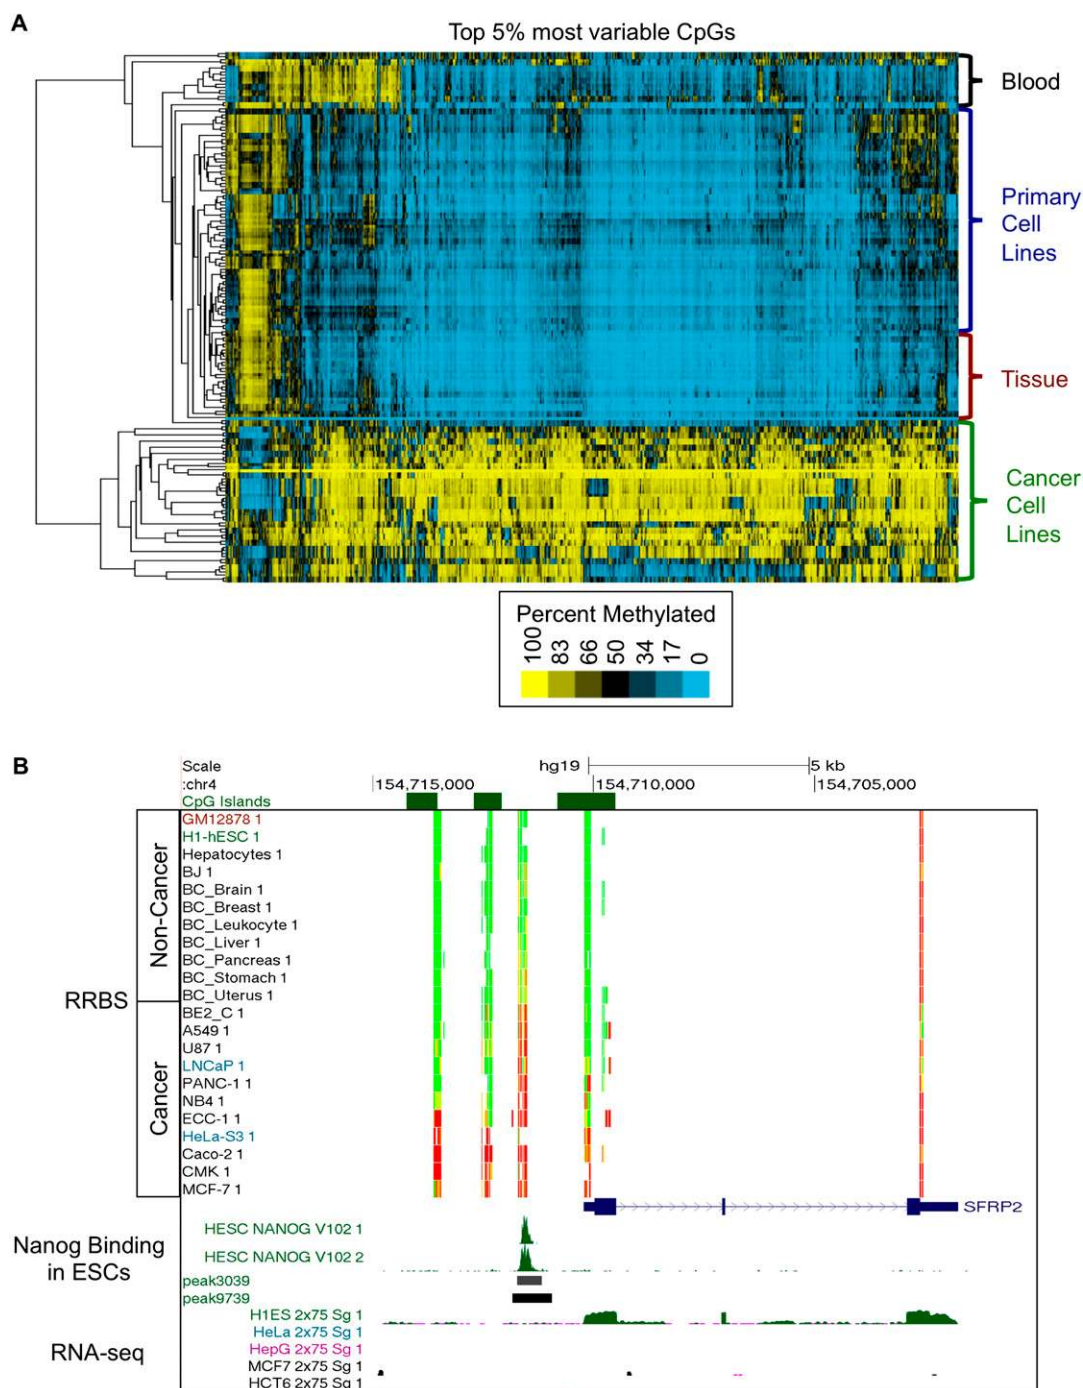 A
Top 5% most variable CpGs
Blood
Primary
Cell
Lines
Tissue
Cancer
Cell
Lines
Percent Methylated
100 83 66 50 34 17 0
B
Scale hg19 5 kb
:chr4 154,715,000 154,710,000 154,705,000
CpG Islands
RRBS
Non-Cancer
GM12878 1
H1-hESC 1
Hepatocytes 1
BJ 1
BC_Brain 1
BC_Breast 1
BC_Leukocyte 1
BC_Liver 1
BC_Pancreas 1
BC_Stomach 1
BC_Uterus 1
Cancer
BE2_C 1
A549 1
U87 1
LNCaP 1
PANC-1 1
NB4 1
ECC-1 1
HeLa-S3 1
Caco-2 1
CMK 1
MCF-7 1
SFRP2
Nanog Binding
in ESCs
HESC NANOG V102 1
HESC NANOG V102 2
peak3039
peak9739
RNA-seq
H1ES 2x75 Sg 1
HeLa 2x75 Sg 1
HepG 2x75 Sg 1
MCF7 2x75 Sg 1
HCT6 2x75 Sg 1